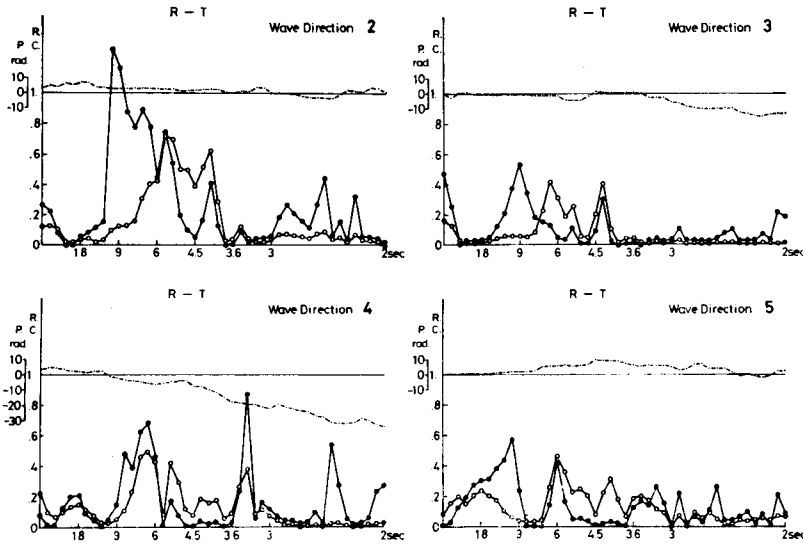 R – T
Wave Direction 2
R.
P. C.
rad.
10
0 1.
-10
.8
.6
.4
.2
0
18 9 6 4.5 3.6 3 2sec
R – T
Wave Direction 3
R.
P. C.
rad.
10
0 1.
-10
.8
.6
.4
.2
0
18 9 6 4.5 3.6 3 2sec
R – T
Wave Direction 4
R.
P. C.
rad.
10
0 1
-10
-20 .8
-30
.6
.4
.2
0
18 9 6 4.5 3.6 3 2sec
R – T
Wave Direction 5
R.
P. C.
rad.
10
0 1.
-10
.8
.6
.4
.2
0
18 9 6 4.5 3.6 3 2sec